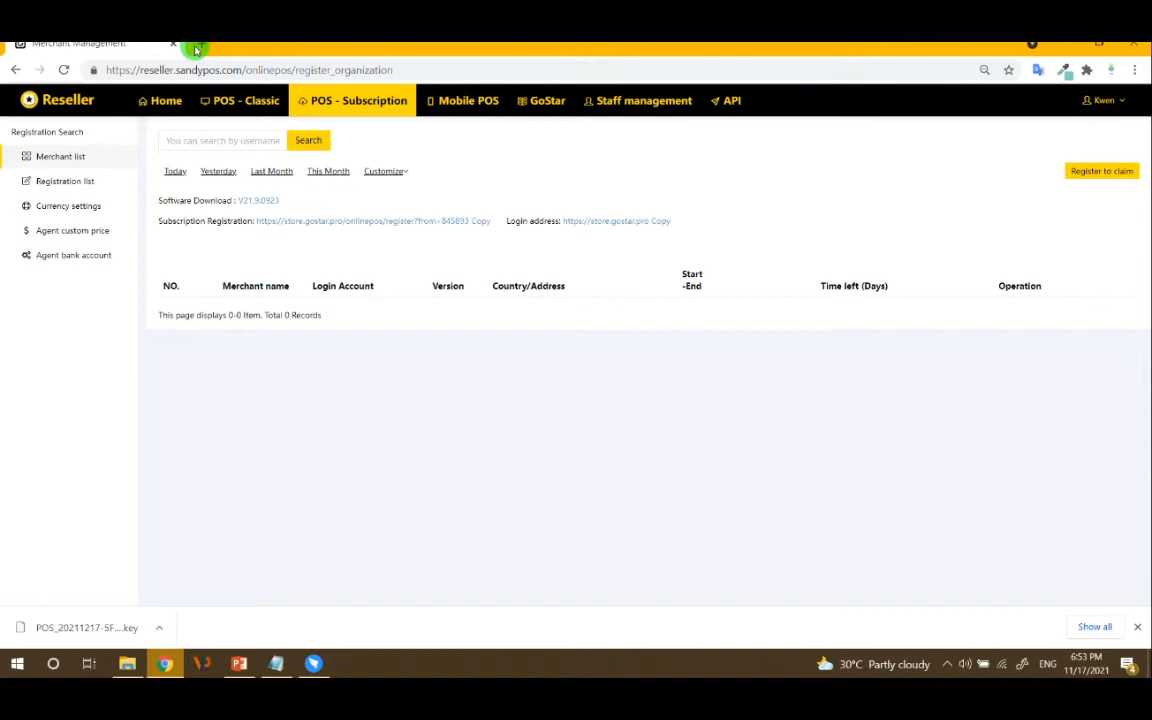 Merchant Management
https://reseller.sandypos.com/onlinepos/register_organization
Reseller
Home
POS - Classic
POS - Subscription
Mobile POS
GoStar
Staff management
API
Kwen
Registration Search
Merchant list
Registration list
Currency settings
$ Agent custom price
Agent bank account
You can search by username
Search
Today
Yesterday
Last Month
This Month
Customize
Register to claim
Software Download : V21.9.0923
Subscription Registration: https://store.gostar.pro/onlinepos/register?from=845893 Copy Login address: https://store.gostar.pro Copy
NO.
Merchant name
Login Account
Version
Country/Address
Start
-End
Time left (Days)
Operation
This page displays 0-0 Item. Total 0 Records
POS_20211217-5F....key
Show all
30°C Partly cloudy
ENG
6:53 PM
11/17/2021
4